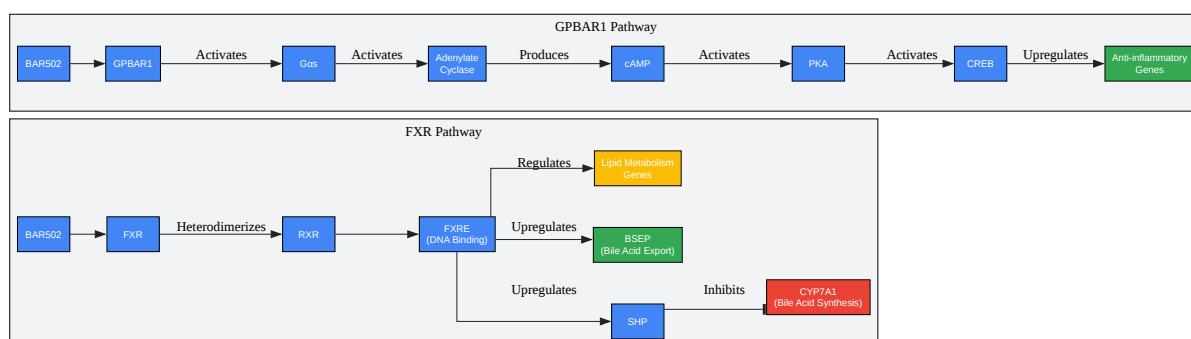 GPBAR1 Pathway
BAR502
GPBAR1
Activates
Gαs
Activates
Adenylate
Cyclase
Produces
cAMP
Activates
PKA
Activates
CREB
Upregulates
Anti-inflammatory
Genes
FXR Pathway
BAR502
FXR
Heterodimerizes
RXR
FXRE
(DNA Binding)
Regulates
Lipid Metabolism
Genes
Upregulates
BSEP
(Bile Acid Export)
Upregulates
SHP
Inhibits
CYP7A1
(Bile Acid Synthesis)